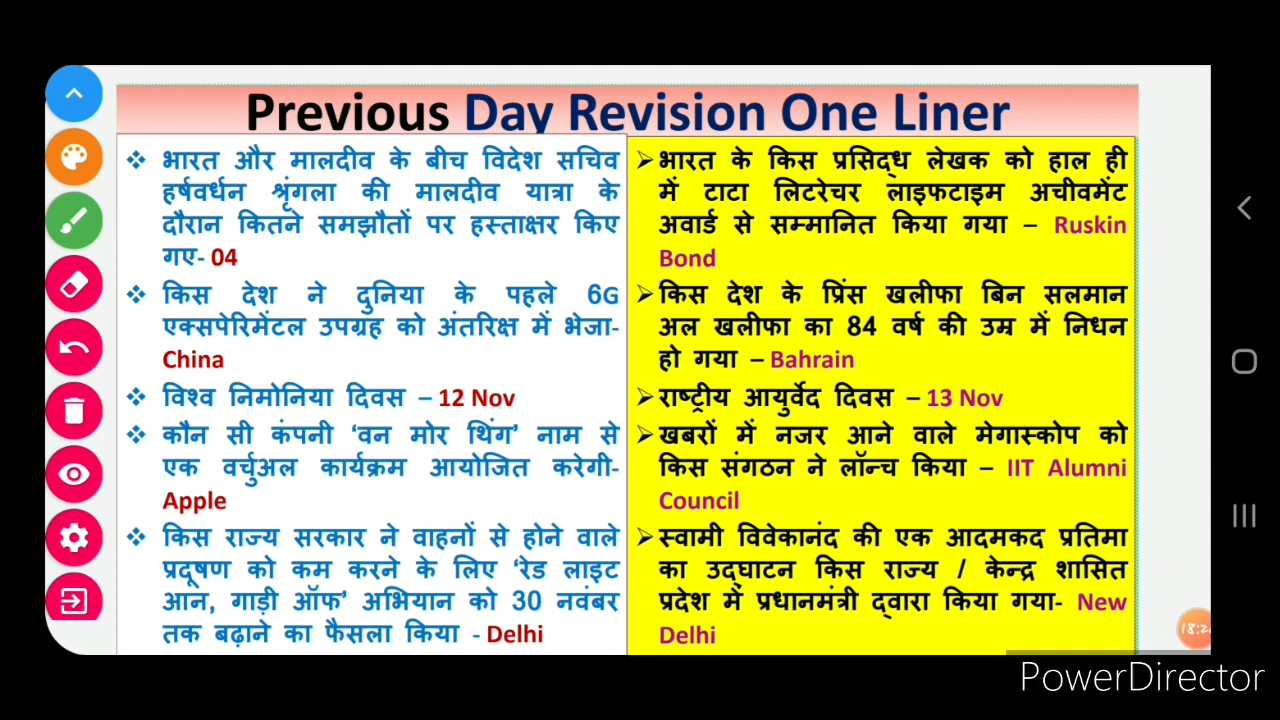 Previous Day Revision One Liner
❖ भारत और मालदीव के बीच विदेश सचिव
हर्षवर्धन श्रृंगला की मालदीव यात्रा के
दौरान कितने समझौतों पर हस्ताक्षर किए
गए- 04
❖ किस देश ने दुनिया के पहले 6G
एक्सपेरिमेंटल उपग्रह को अंतरिक्ष में भेजा-
China
❖ विश्व निमोनिया दिवस – 12 Nov
❖ कौन सी कंपनी ‘वन मोर थिंग’ नाम से
एक वर्चुअल कार्यक्रम आयोजित करेगी-
Apple
❖ किस राज्य सरकार ने वाहनों से होने वाले
प्रदूषण को कम करने के लिए ‘रेड लाइट
आन, गाड़ी ऑफ’ अभियान को 30 नवंबर
तक बढ़ाने का फैसला किया - Delhi
➢ भारत के किस प्रसिद्ध लेखक को हाल ही
में टाटा लिटरेचर लाइफटाइम अचीवमेंट
अवार्ड से सम्मानित किया गया – Ruskin
Bond
➢ किस देश के प्रिंस खलीफा बिन सलमान
अल खलीफा का 84 वर्ष की उम्र में निधन
हो गया – Bahrain
➢ राष्ट्रीय आयुर्वेद दिवस – 13 Nov
➢ खबरों में नजर आने वाले मेगास्कोप को
किस संगठन ने लॉन्च किया – IIT Alumni
Council
➢ स्वामी विवेकानंद की एक आदमकद प्रतिमा
का उद्घाटन किस राज्य / केन्द्र शासित
प्रदेश में प्रधानमंत्री द्वारा किया गया- New
Delhi
PowerDirector